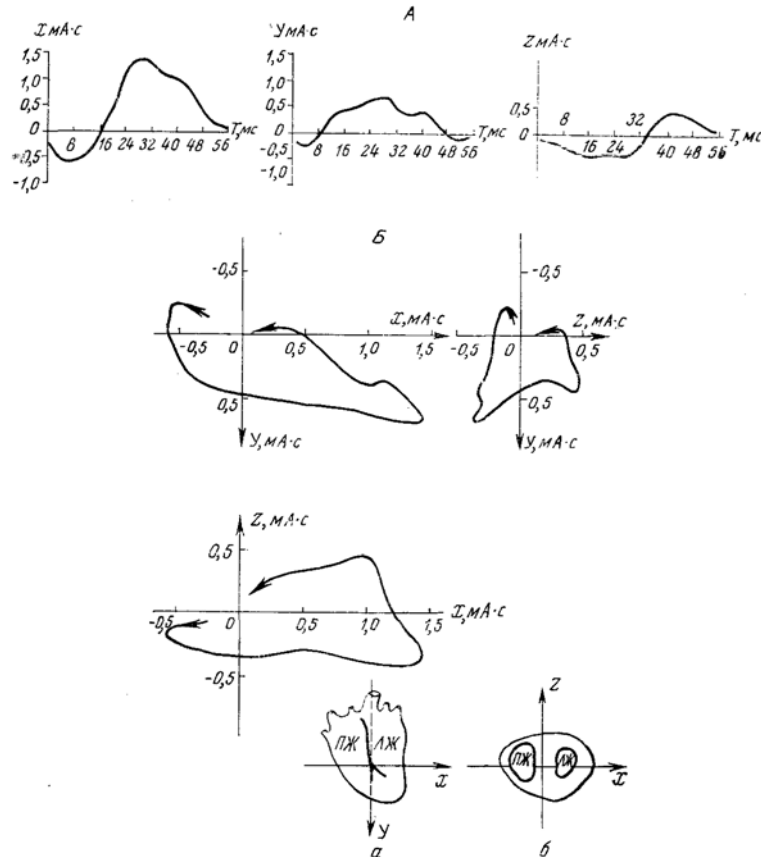 А
X мА·с
1,5
1,0
0,5
0
-0,5
-1,0
8 16 24 32 40 48 56
T, мс
Y мА·с
1,5
1,0
0,5
0
-0,5
-1,0
8 16 24 32 40 48 56
T, мс
Z мА·с
0,5
0
8 16 24 32 40 48 56
T, мс
Б
-0,5
X, мА·с
-0,5 0 0,5 1,0 1,5
0,5
Y, мА·с
-0,5
Z, мА·с
-0,5 0 0,5
0,5
Y, мА·с
Z, мА·с
0,5
-0,5 0 0,5 1,0 1,5
X, мА·с
-0,5
ПЖ ЛЖ
X
Y
а
Z
ПЖ ЛЖ
X
б